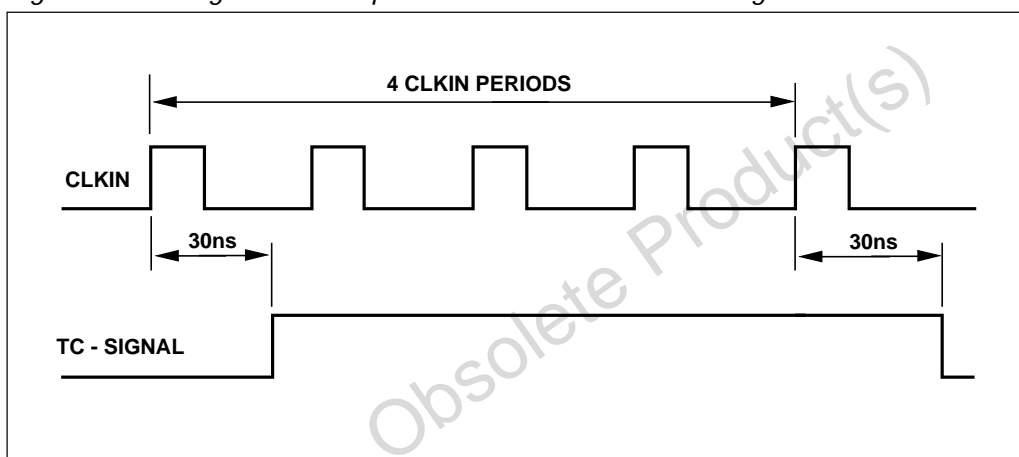 4 CLKIN PERIODS
CLKIN
30ns
30ns
TC - SIGNAL
Obsolete Product(s)